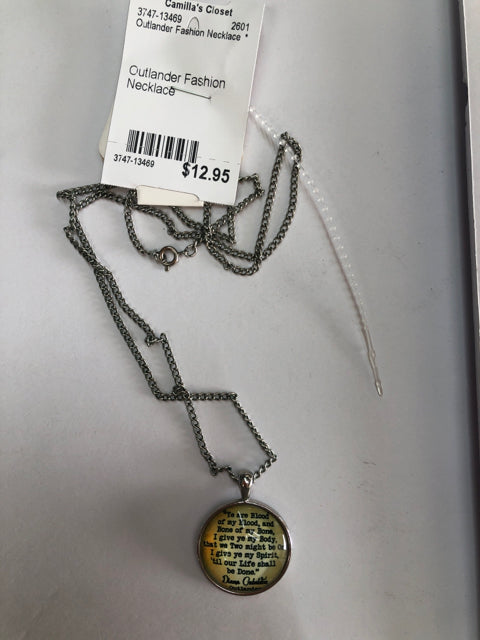 Camilla's Closet
3747-13469 2601
Outlander Fashion Necklace *
Outlander Fashion
Necklace
3747-13469
$12.95
"Ye are Blood
of my Blood, and
Bone of my Bone,
I give ye my Body,
that we Two might be
I give ye my Spirit,
'til our Life shall
be Done."
Diana Gabaldon
Outlander